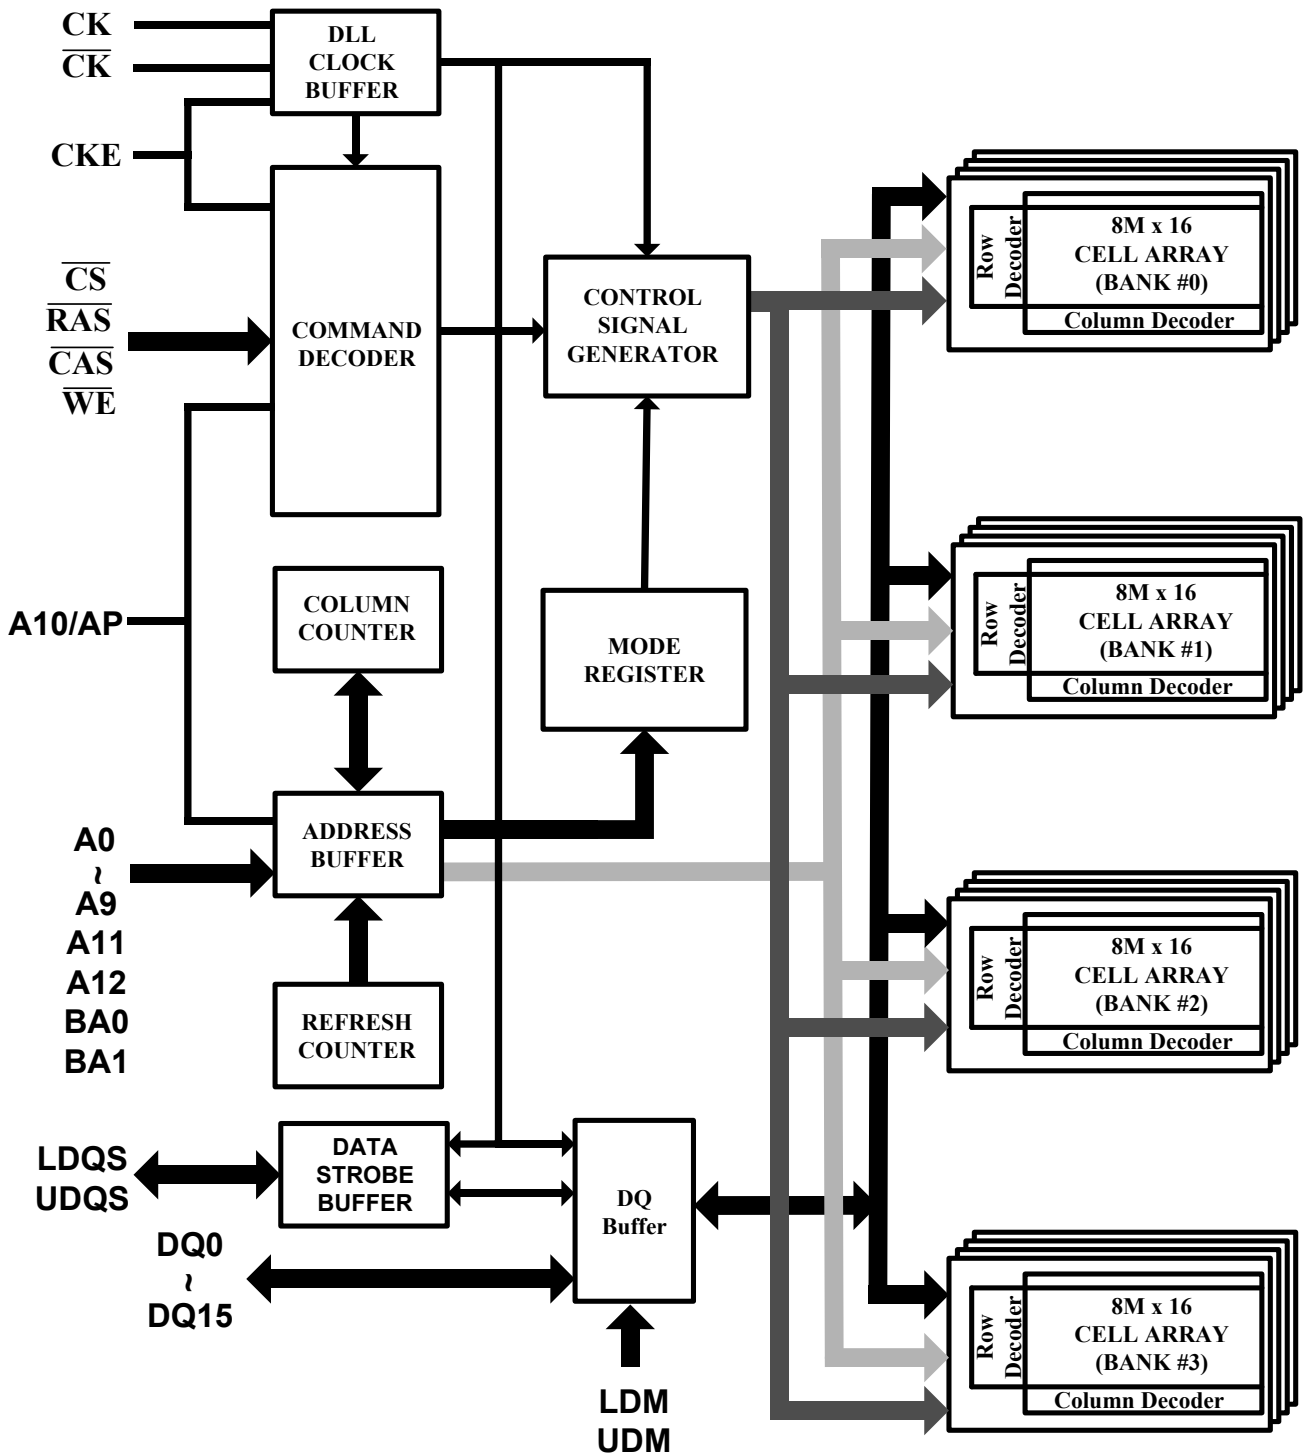 CK
CK
CKE
CS
RAS
CAS
WE
A10/AP
A0
~
A9
A11
A12
BA0
BA1
LDQS
UDQS
DQ0
~
DQ15
DLL
CLOCK
BUFFER
COMMAND
DECODER
COLUMN
COUNTER
ADDRESS
BUFFER
REFRESH
COUNTER
DATA
STROBE
BUFFER
CONTROL
SIGNAL
GENERATOR
MODE
REGISTER
DQ
Buffer
LDM
UDM
Row
Decoder
8M x 16
CELL ARRAY
(BANK #0)
Column Decoder
Row
Decoder
8M x 16
CELL ARRAY
(BANK #1)
Column Decoder
Row
Decoder
8M x 16
CELL ARRAY
(BANK #2)
Column Decoder
Row
Decoder
8M x 16
CELL ARRAY
(BANK #3)
Column Decoder